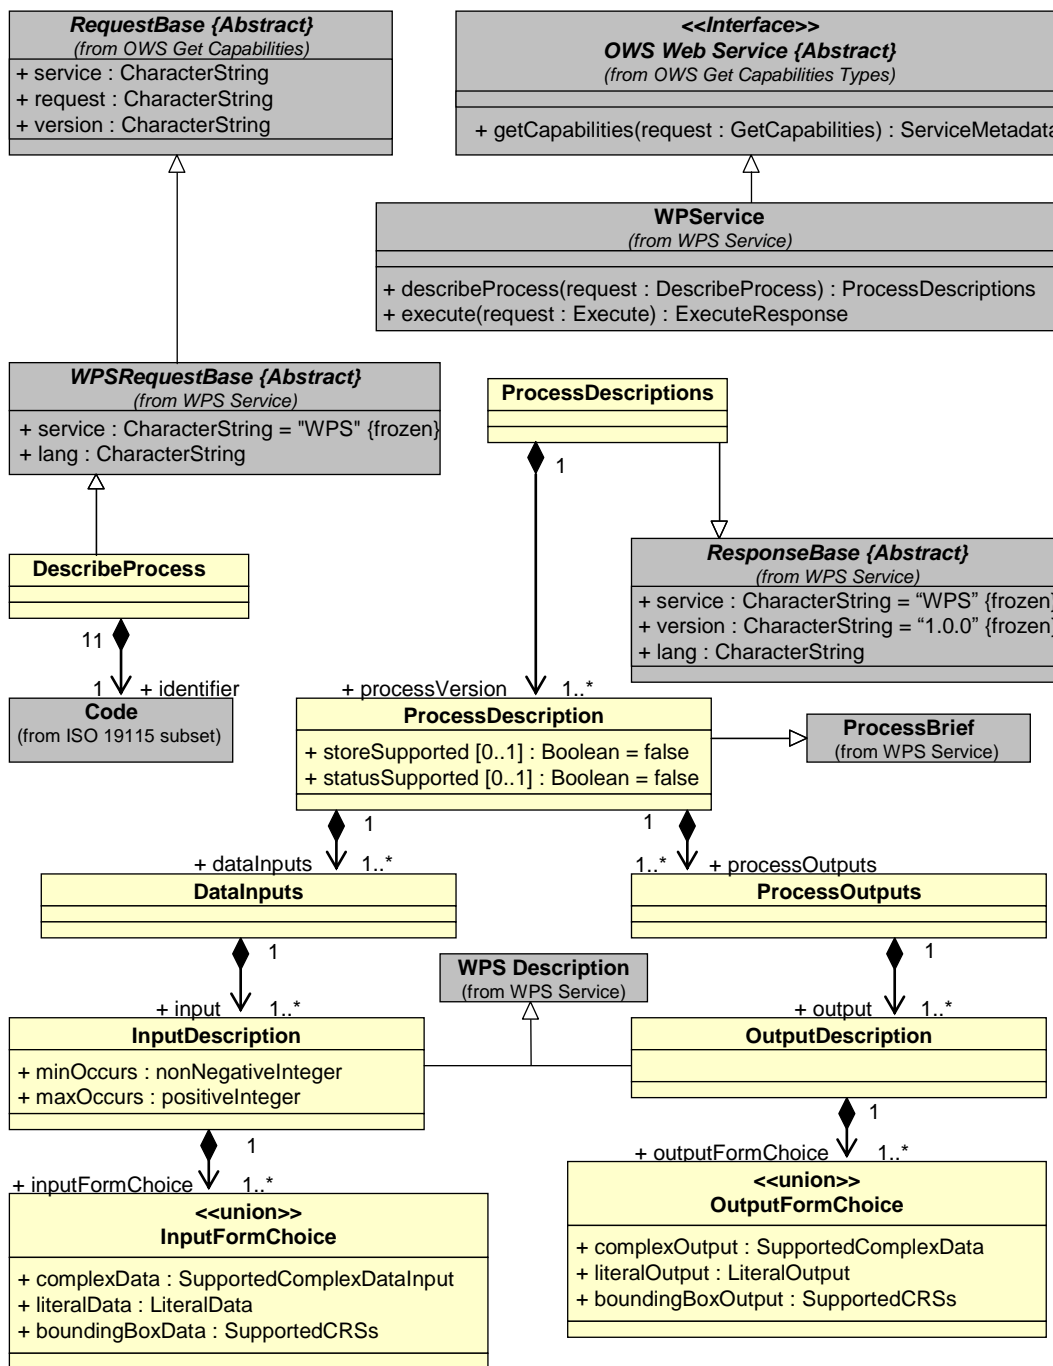 RequestBase {Abstract}
(from OWS Get Capabilities)
+ service : CharacterString
+ request : CharacterString
+ version : CharacterString
<<Interface>>
OWS Web Service {Abstract}
(from OWS Get Capabilities Types)
+ getCapabilities(request : GetCapabilities) : ServiceMetadata
WPService
(from WPS Service)
+ describeProcess(request : DescribeProcess) : ProcessDescriptions
+ execute(request : Execute) : ExecuteResponse
WPSRequestBase {Abstract}
(from WPS Service)
+ service : CharacterString = "WPS" {frozen}
+ lang : CharacterString
ProcessDescriptions
1
ResponseBase {Abstract}
(from WPS Service)
+ service : CharacterString = “WPS” {frozen}
+ version : CharacterString = “1.0.0” {frozen}
+ lang : CharacterString
DescribeProcess
11
1 + identifier
Code
(from ISO 19115 subset)
+ processVersion 1..*
ProcessDescription
+ storeSupported [0..1] : Boolean = false
+ statusSupported [0..1] : Boolean = false
ProcessBrief
(from WPS Service)
1
1
+ dataInputs 1..*
1..* + processOutputs
DataInputs
ProcessOutputs
1
1
WPS Description
(from WPS Service)
+ input 1..*
+ output 1..*
InputDescription
+ minOccurs : nonNegativeInteger
+ maxOccurs : positiveInteger
OutputDescription
1
1
+ inputFormChoice 1..*
+ outputFormChoice 1..*
<<union>>
InputFormChoice
+ complexData : SupportedComplexDataInput
+ literalData : LiteralData
+ boundingBoxData : SupportedCRSs
<<union>>
OutputFormChoice
+ complexOutput : SupportedComplexData
+ literalOutput : LiteralOutput
+ boundingBoxOutput : SupportedCRSs